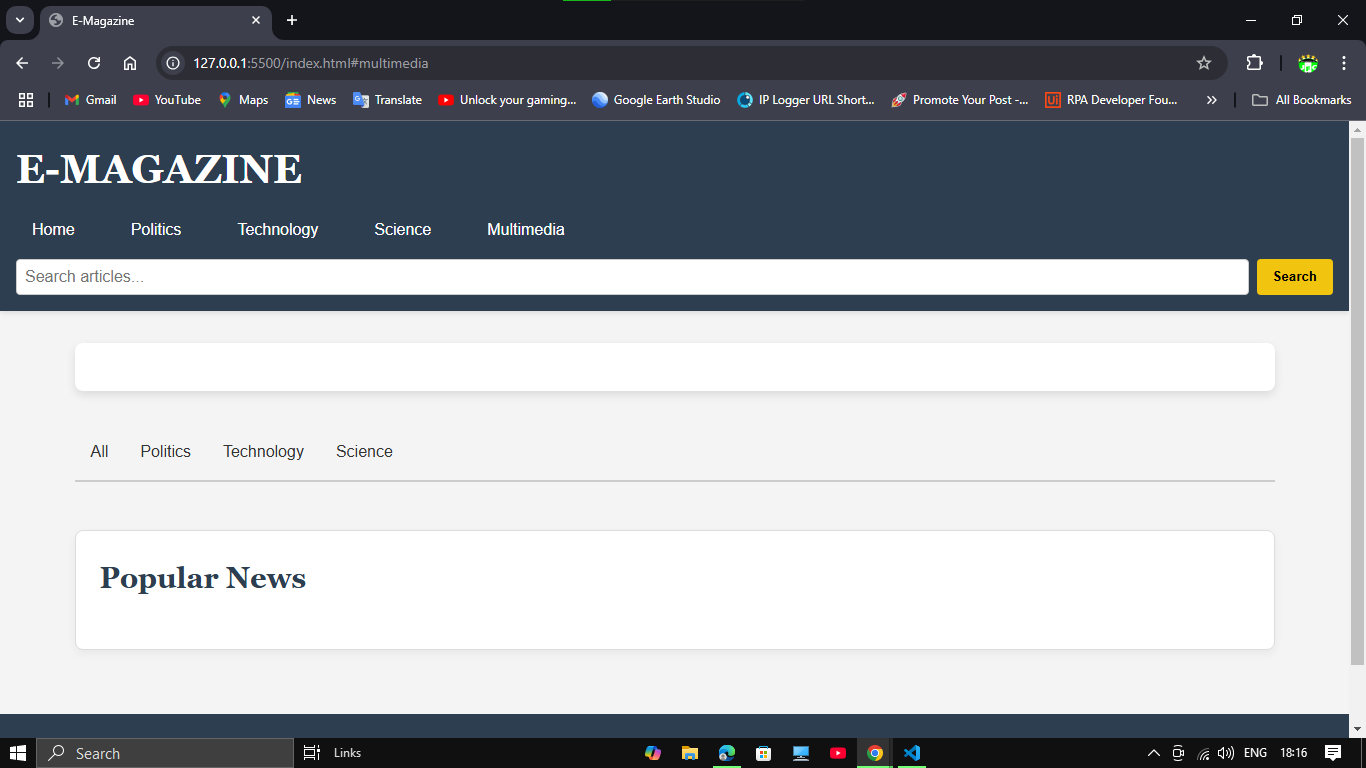 E-Magazine
127.0.0.1:5500/index.html#multimedia
Gmail YouTube Maps News Translate Unlock your gaming... Google Earth Studio IP Logger URL Short... Promote Your Post -... Ui RPA Developer Fou... » All Bookmarks
E-MAGAZINE
Home Politics Technology Science Multimedia
Search articles... Search
All Politics Technology Science
Popular News
Search Links ENG 18:16